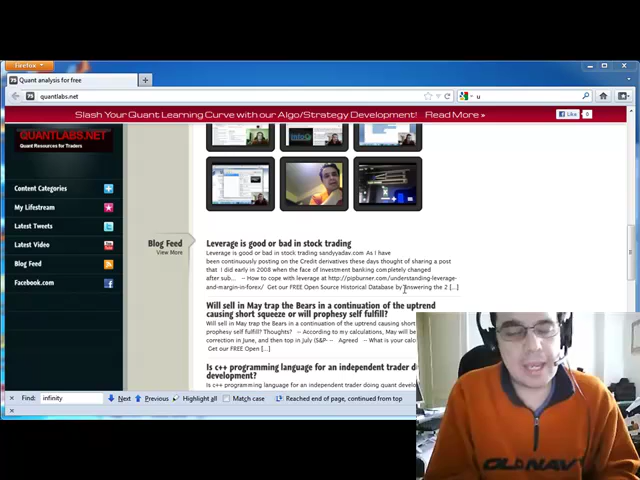 Firefox
Quant analysis for free
quantlabs.net
u
Slash Your Quant Learning Curve with our Algo/Strategy Development! Read More »
Like
0
QUANTLABS.NET
Quant Resources for Traders
Content Categories
My Lifestream
Latest Tweets
Latest Video
Blog Feed
Facebook.com
Blog Feed
View More
Leverage is good or bad in stock trading
Leverage is good or bad in stock trading sandyadav.com As I have
been continuously posting on the Credit derivatives these days thought of sharing a post
that I did early in 2008 when the face of Investment banking completely changed
after sub... – How to cope with leverage at http://pipburner.com/understanding-leverage-
and-margin-in-forex/ Get our FREE Open Source Historical Database by answering the 2 [...]
Will sell in May trap the Bears in a continuation of the uptrend
causing short squeeze or will prophesy self fulfill?
Will sell in May trap the Bears in a continuation of the uptrend causing short
prophesy self fulfill? Thoughts? – According to my calculations, May will be
correction in June, and then top in July (S&P -- Agreed – What is your calc
Get our FREE Open [...]
Is c++ programming language for an independent trader d
development?
Is c++ programming language for an independent trader doing quant develop
Find:
infinity
Next
Previous
Highlight all
Match case
Reached end of page, continued from top
OLD NAVY